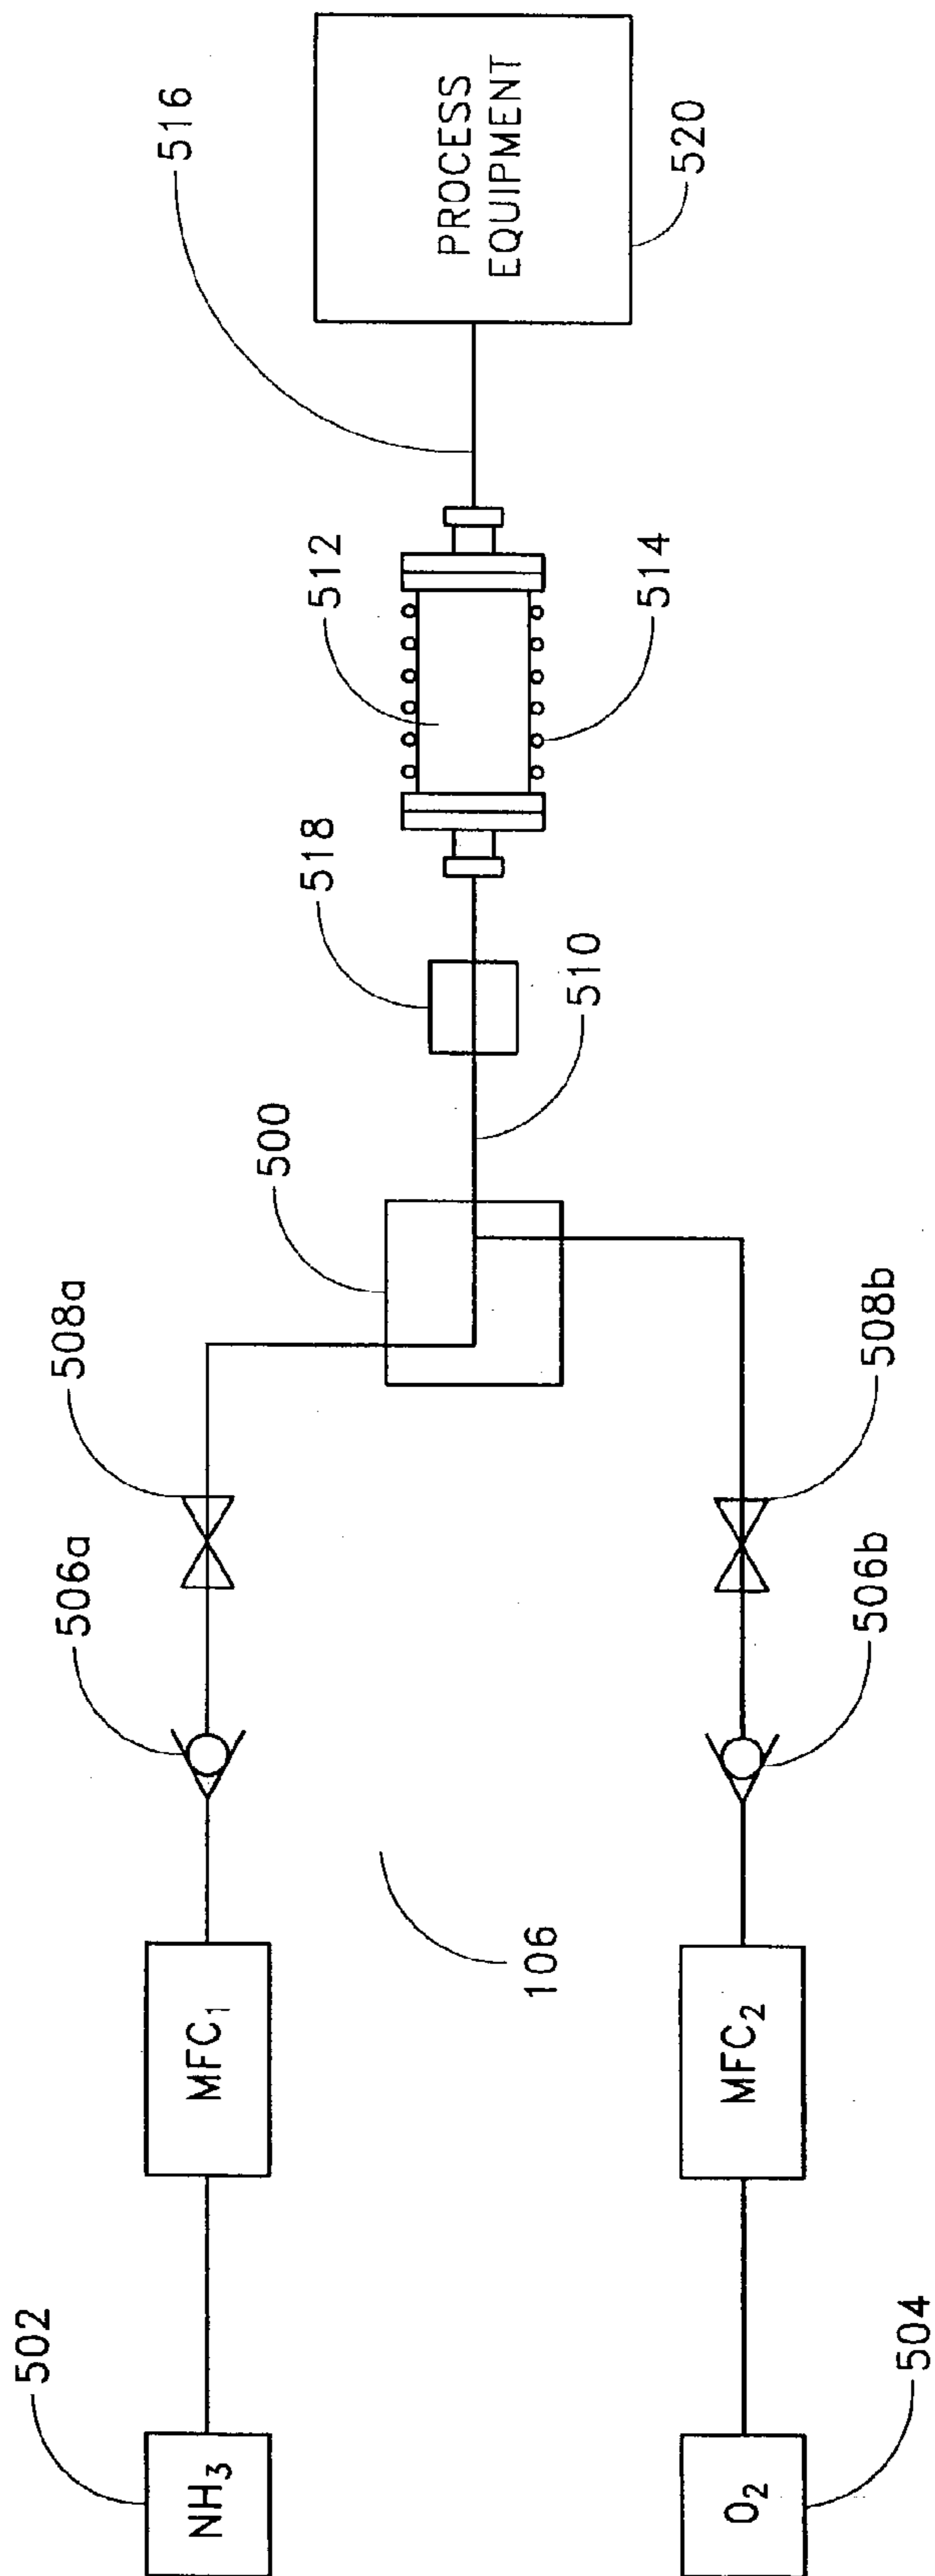 502
NH₃
MFC₁
506a
508a
500
518
512
516
PROCESS
EQUIPMENT
520
514
510
106
O₂
504
MFC₂
506b
508b